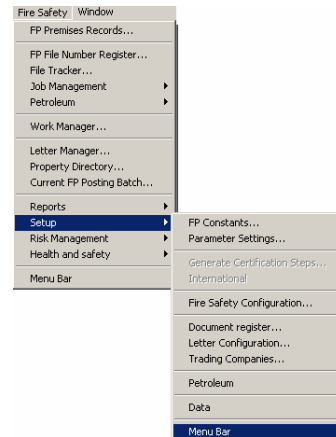 Fire Safety Window
FP Premises Records...
FP File Number Register...
File Tracker...
Job Management
Petroleum
Work Manager...
Letter Manager...
Property Directory...
Current FP Posting Batch...
Reports
Setup
Risk Management
Health and safety
Menu Bar
FP Constants...
Parameter Settings...
Generate Certification Steps...
International
Fire Safety Configuration...
Document register...
Letter Configuration...
Trading Companies...
Petroleum
Data
Menu Bar